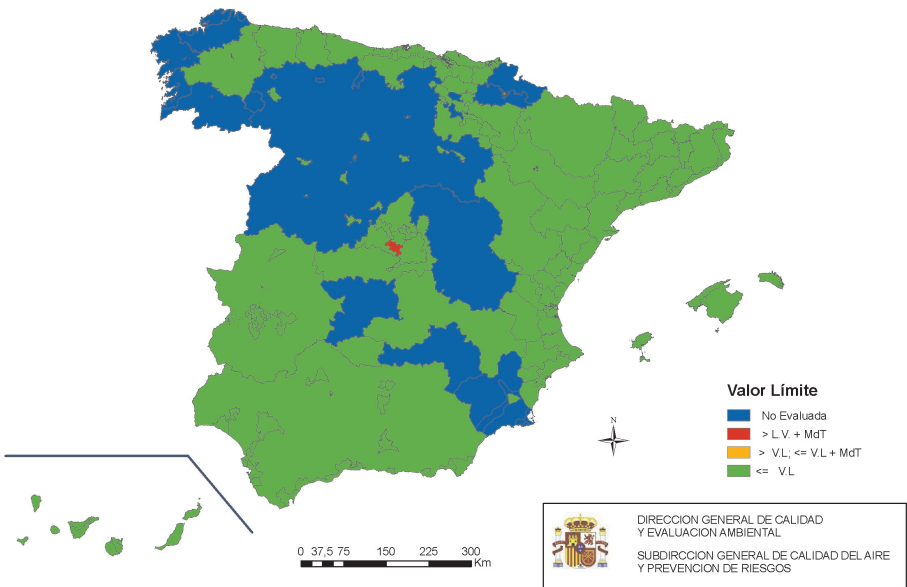 Valor Límite
No Evaluada
> L.V. + MdT
> V.L; <= V.L + MdT
<= V.L
N
0 37,5 75 150 225 300
Km
DIRECCION GENERAL DE CALIDAD
Y EVALUACION AMBIENTAL
SUBDIRCCION GENERAL DE CALIDAD DEL AIRE
Y PREVENCION DE RIESGOS